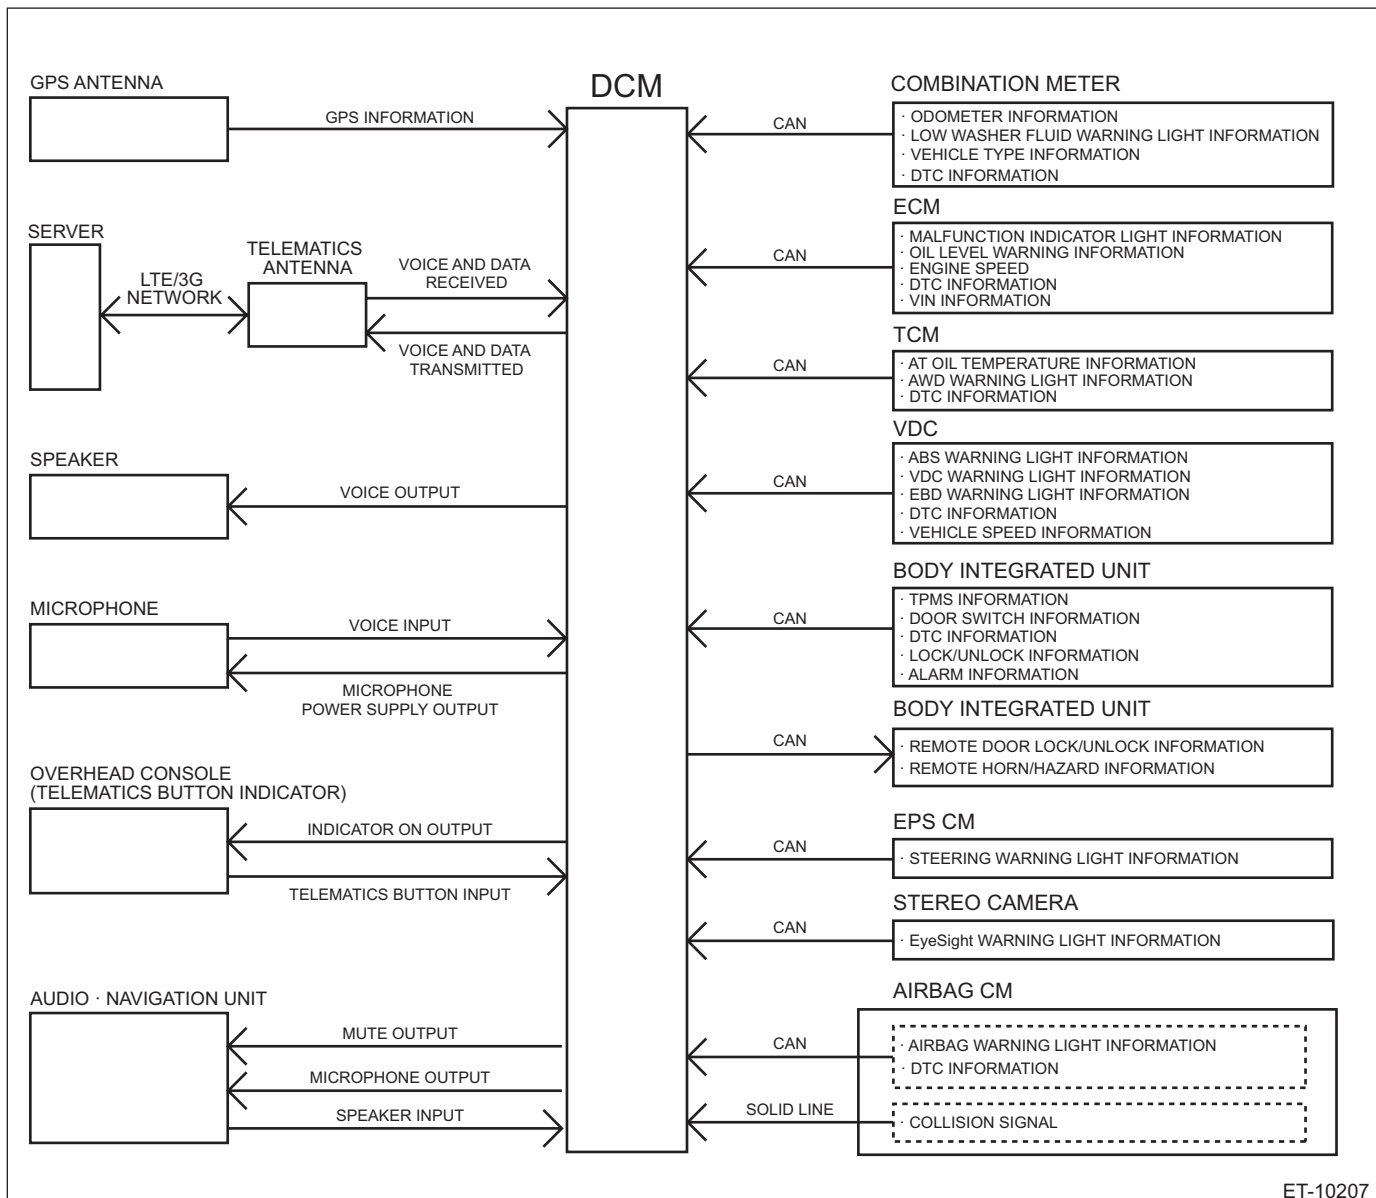 DCM
GPS ANTENNA
GPS INFORMATION
SERVER
LTE/3G
NETWORK
TELEMATICS
ANTENNA
VOICE AND DATA
RECEIVED
VOICE AND DATA
TRANSMITTED
SPEAKER
VOICE OUTPUT
MICROPHONE
VOICE INPUT
MICROPHONE
POWER SUPPLY OUTPUT
OVERHEAD CONSOLE
(TELEMATICS BUTTON INDICATOR)
INDICATOR ON OUTPUT
TELEMATICS BUTTON INPUT
AUDIO · NAVIGATION UNIT
MUTE OUTPUT
MICROPHONE OUTPUT
SPEAKER INPUT
COMBINATION METER
CAN
· ODOMETER INFORMATION
· LOW WASHER FLUID WARNING LIGHT INFORMATION
· VEHICLE TYPE INFORMATION
· DTC INFORMATION
ECM
CAN
· MALFUNCTION INDICATOR LIGHT INFORMATION
· OIL LEVEL WARNING INFORMATION
· ENGINE SPEED
· DTC INFORMATION
· VIN INFORMATION
TCM
CAN
· AT OIL TEMPERATURE INFORMATION
· AWD WARNING LIGHT INFORMATION
· DTC INFORMATION
VDC
CAN
· ABS WARNING LIGHT INFORMATION
· VDC WARNING LIGHT INFORMATION
· EBD WARNING LIGHT INFORMATION
· DTC INFORMATION
· VEHICLE SPEED INFORMATION
BODY INTEGRATED UNIT
CAN
· TPMS INFORMATION
· DOOR SWITCH INFORMATION
· DTC INFORMATION
· LOCK/UNLOCK INFORMATION
· ALARM INFORMATION
BODY INTEGRATED UNIT
CAN
· REMOTE DOOR LOCK/UNLOCK INFORMATION
· REMOTE HORN/HAZARD INFORMATION
EPS CM
CAN
· STEERING WARNING LIGHT INFORMATION
STEREO CAMERA
CAN
· EyeSight WARNING LIGHT INFORMATION
AIRBAG CM
CAN
· AIRBAG WARNING LIGHT INFORMATION
· DTC INFORMATION
SOLID LINE
· COLLISION SIGNAL
ET-10207